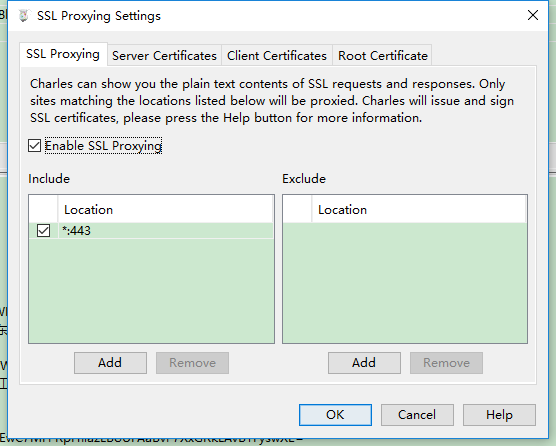 SSL Proxying Settings
SSL Proxying
Server Certificates
Client Certificates
Root Certificate
Charles can show you the plain text contents of SSL requests and responses. Only
sites matching the locations listed below will be proxied. Charles will issue and sign
SSL certificates, please press the Help button for more information.
Enable SSL Proxying
Include
Exclude
Location
Location
*:443
Add
Remove
Add
Remove
OK
Cancel
Help